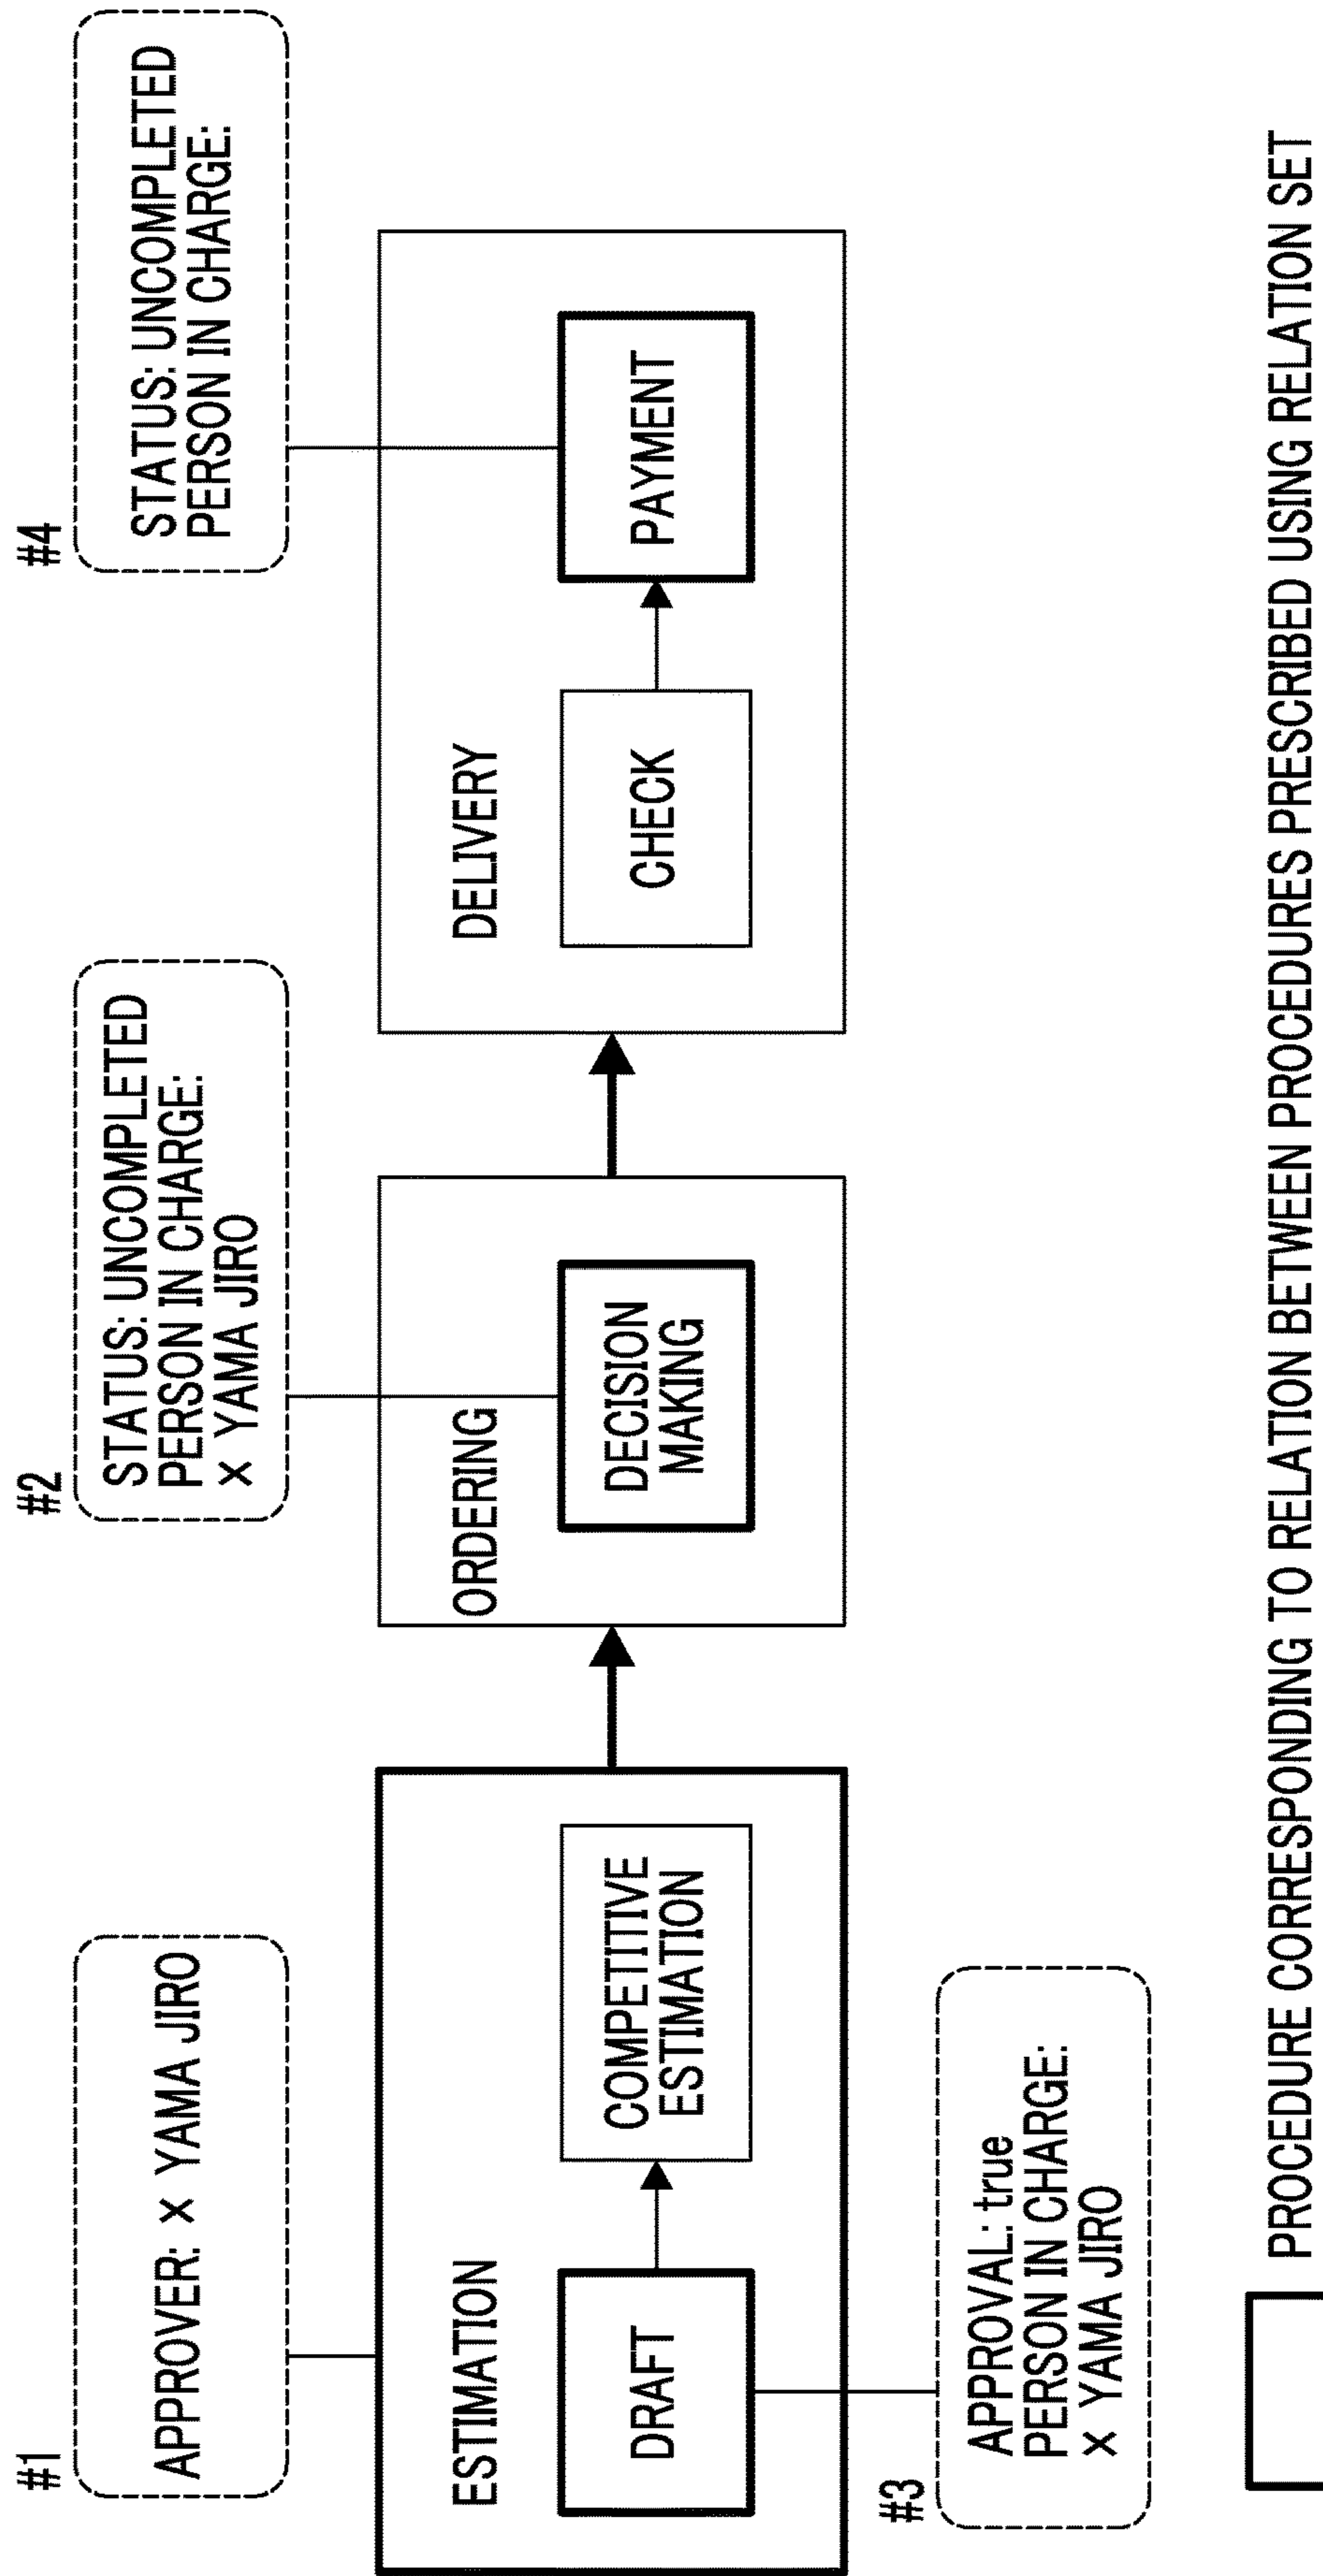 #1
APPROVER: × YAMA JIRO
#2
STATUS: UNCOMPLETED
PERSON IN CHARGE:
× YAMA JIRO
#4
STATUS: UNCOMPLETED
PERSON IN CHARGE:
ESTIMATION
DRAFT
COMPETITIVE
ESTIMATION
ORDERING
DECISION
MAKING
DELIVERY
CHECK
PAYMENT
#3
APPROVAL: true
PERSON IN CHARGE:
× YAMA JIRO
PROCEDURE CORRESPONDING TO RELATION BETWEEN PROCEDURES PRESCRIBED USING RELATION SET